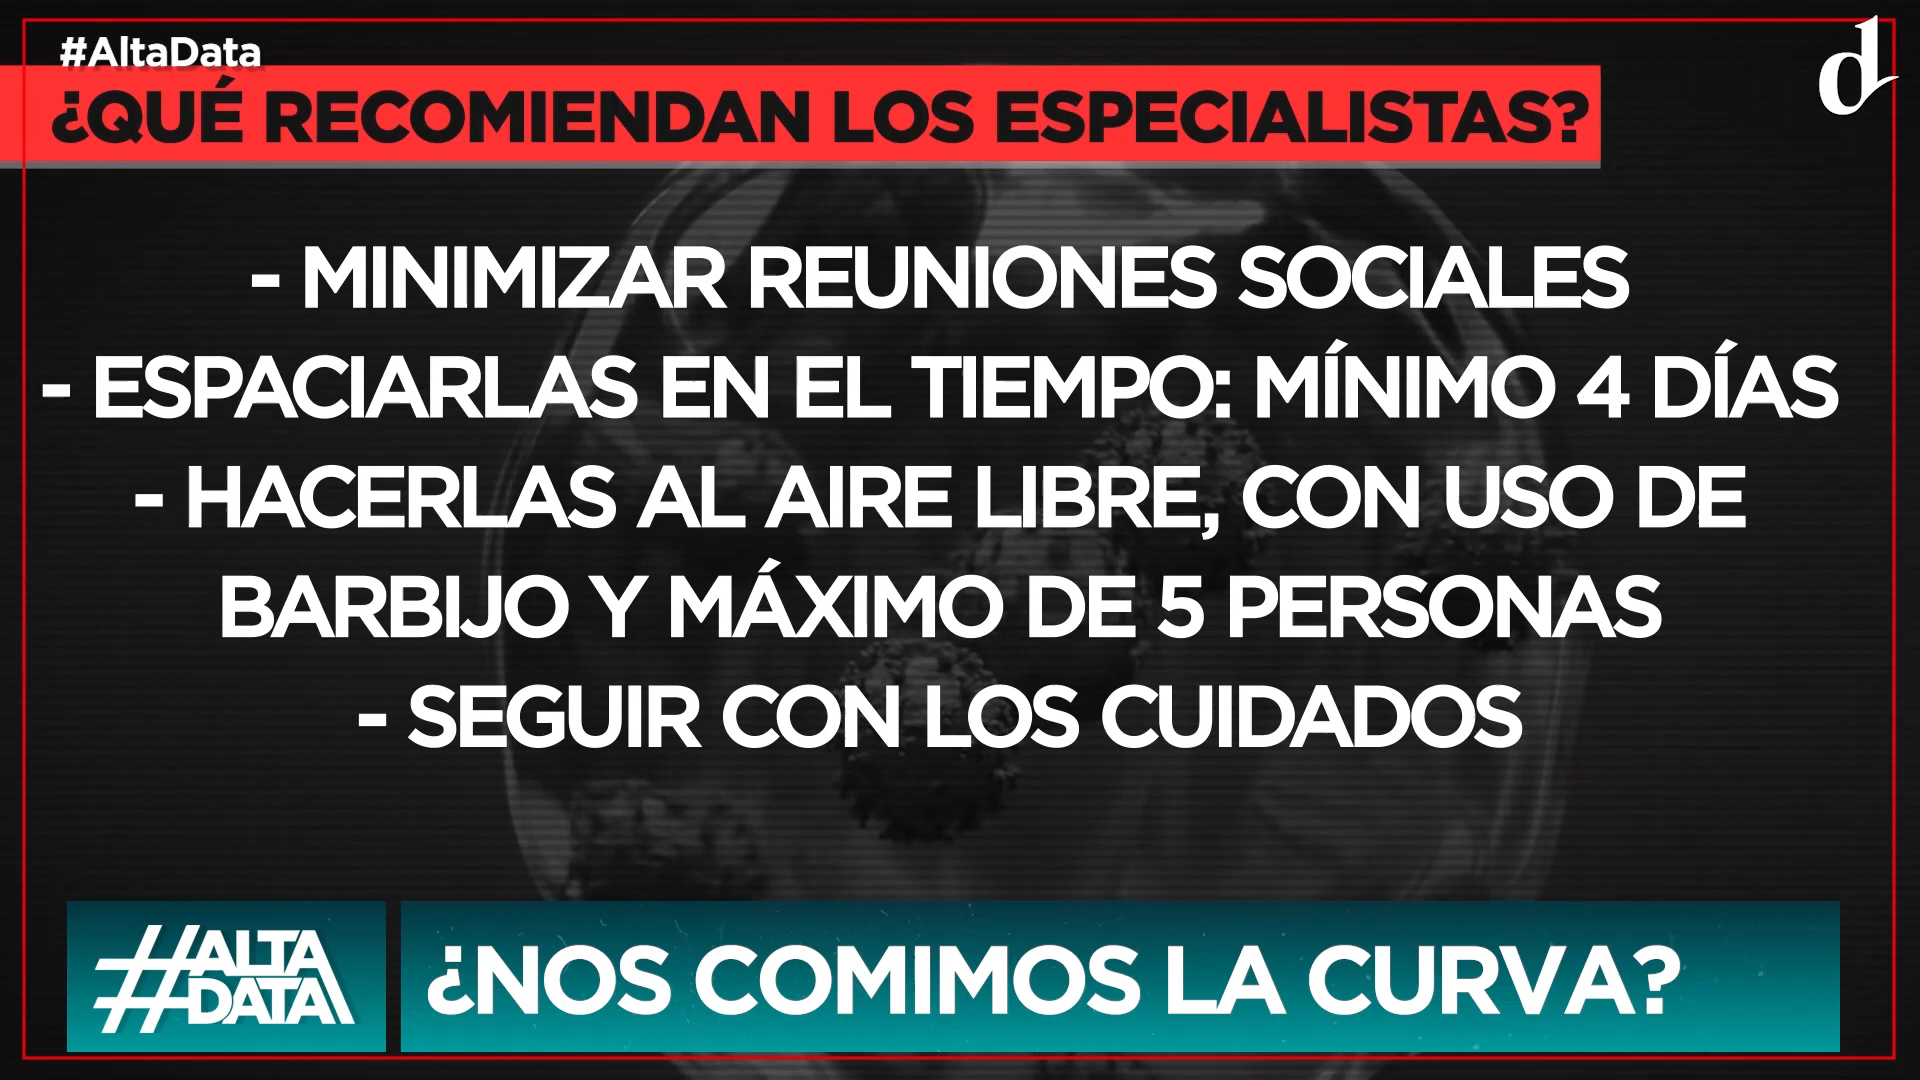 #AltaData
¿QUÉ RECOMIENDAN LOS ESPECIALISTAS?
- MINIMIZAR REUNIONES SOCIALES
- ESPACIARLAS EN EL TIEMPO: MÍNIMO 4 DÍAS
- HACERLAS AL AIRE LIBRE, CON USO DE
BARBIJO Y MÁXIMO DE 5 PERSONAS
- SEGUIR CON LOS CUIDADOS
#ALTA
DATA
¿NOS COMIMOS LA CURVA?
d